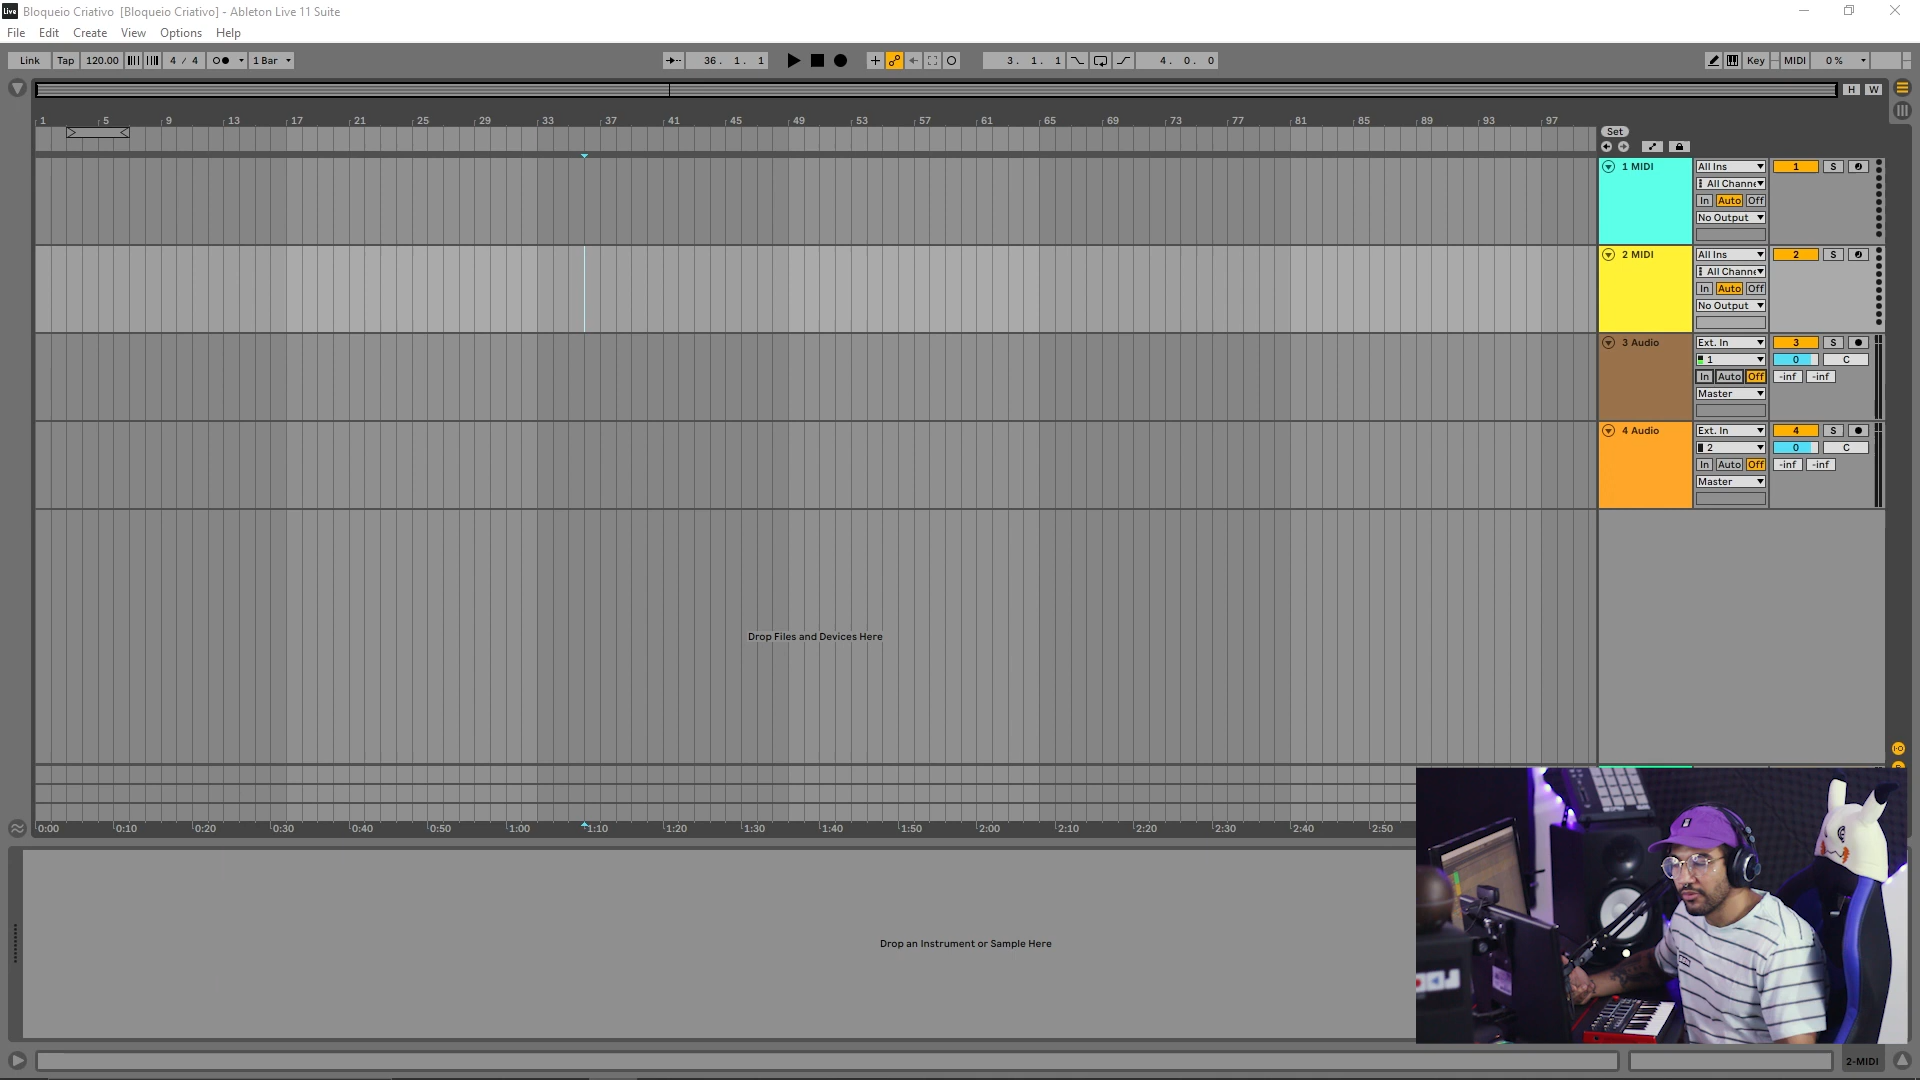 Live Bloqueio Criativo [Bloqueio Criativo] - Ableton Live 11 Suite
File Edit Create View Options Help
Link Tap 120.00 4 / 4 1 Bar 36. 1. 1 3. 1. 1 4. 0. 0 Key MIDI 0 %
H W
1 5 9 13 17 21 25 29 33 37 41 45 49 53 57 61 65 69 73 77 81 85 89 93 97
Set
1 MIDI All Ins 1 S
All Channe
In Auto Off
No Output
2 MIDI All Ins 2 S
All Channe
In Auto Off
No Output
3 Audio Ext. In 3 S
1 0 C
In Auto Off -inf -inf
Master
4 Audio Ext. In 4 S
2 0 C
In Auto Off -inf -inf
Master
Drop Files and Devices Here
0:00 0:10 0:20 0:30 0:40 0:50 1:00 1:10 1:20 1:30 1:40 1:50 2:00 2:10 2:20 2:30 2:40 2:50
Drop an Instrument or Sample Here
2-MIDI